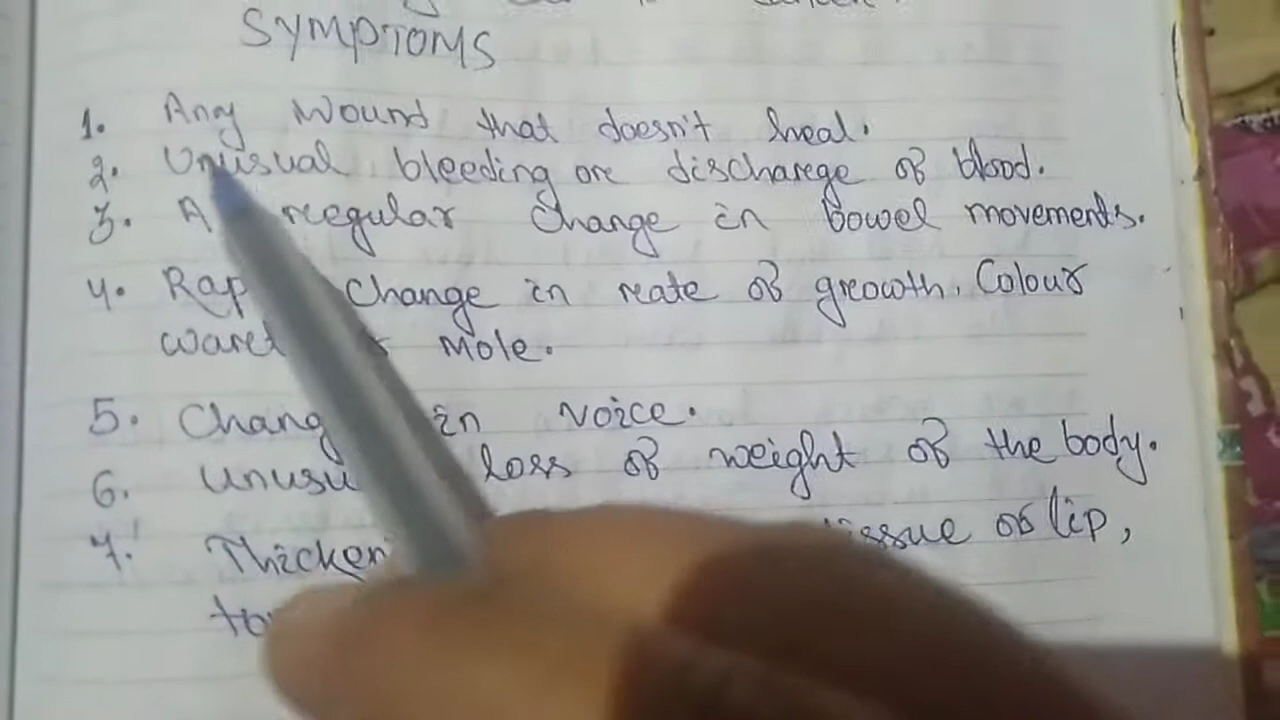 SYMPTOMS
1. Any wound that doesn't heal.
2. Unusual bleeding or discharge of blood.
3. A regular change in bowel movements.
4. Rap change in rate of growth. Colour
mole.
5. Chang in voice.
6. Unusu loss of weight of the body.
7. Thicken tissue of lip,